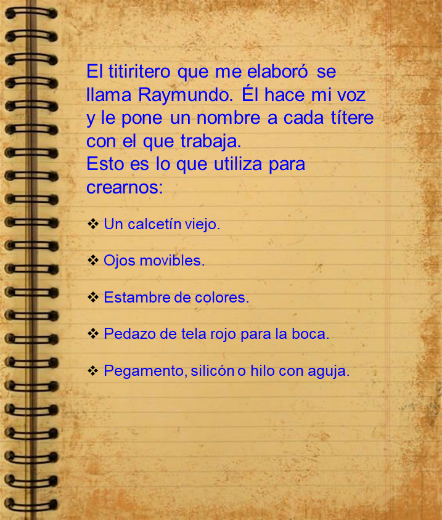 El titiritero que me elaboró se
llama Raymundo. Él hace mi voz
y le pone un nombre a cada títere
con el que trabaja.
Esto es lo que utiliza para
crearnos:
❖ Un calcetín viejo.
❖ Ojos movibles.
❖ Estambre de colores.
❖ Pedazo de tela rojo para la boca.
❖ Pegamento, silicón o hilo con aguja.